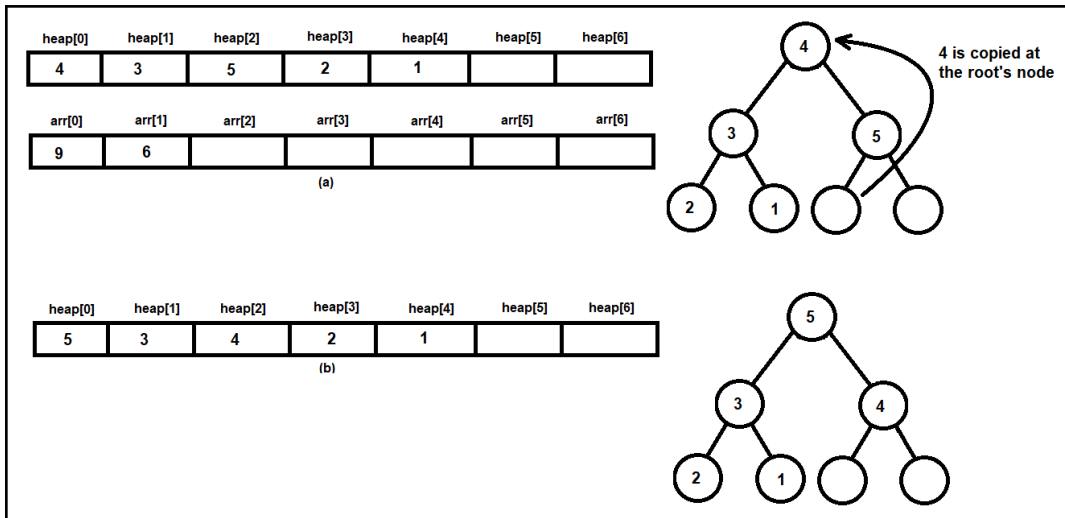 heap[0] heap[1] heap[2] heap[3] heap[4] heap[5] heap[6]
4 3 5 2 1
arr[0] arr[1] arr[2] arr[3] arr[4] arr[5] arr[6]
9 6
(a)
4
3 5
2 1
4 is copied at
the root's node
heap[0] heap[1] heap[2] heap[3] heap[4] heap[5] heap[6]
5 3 4 2 1
(b)
5
3 4
2 1